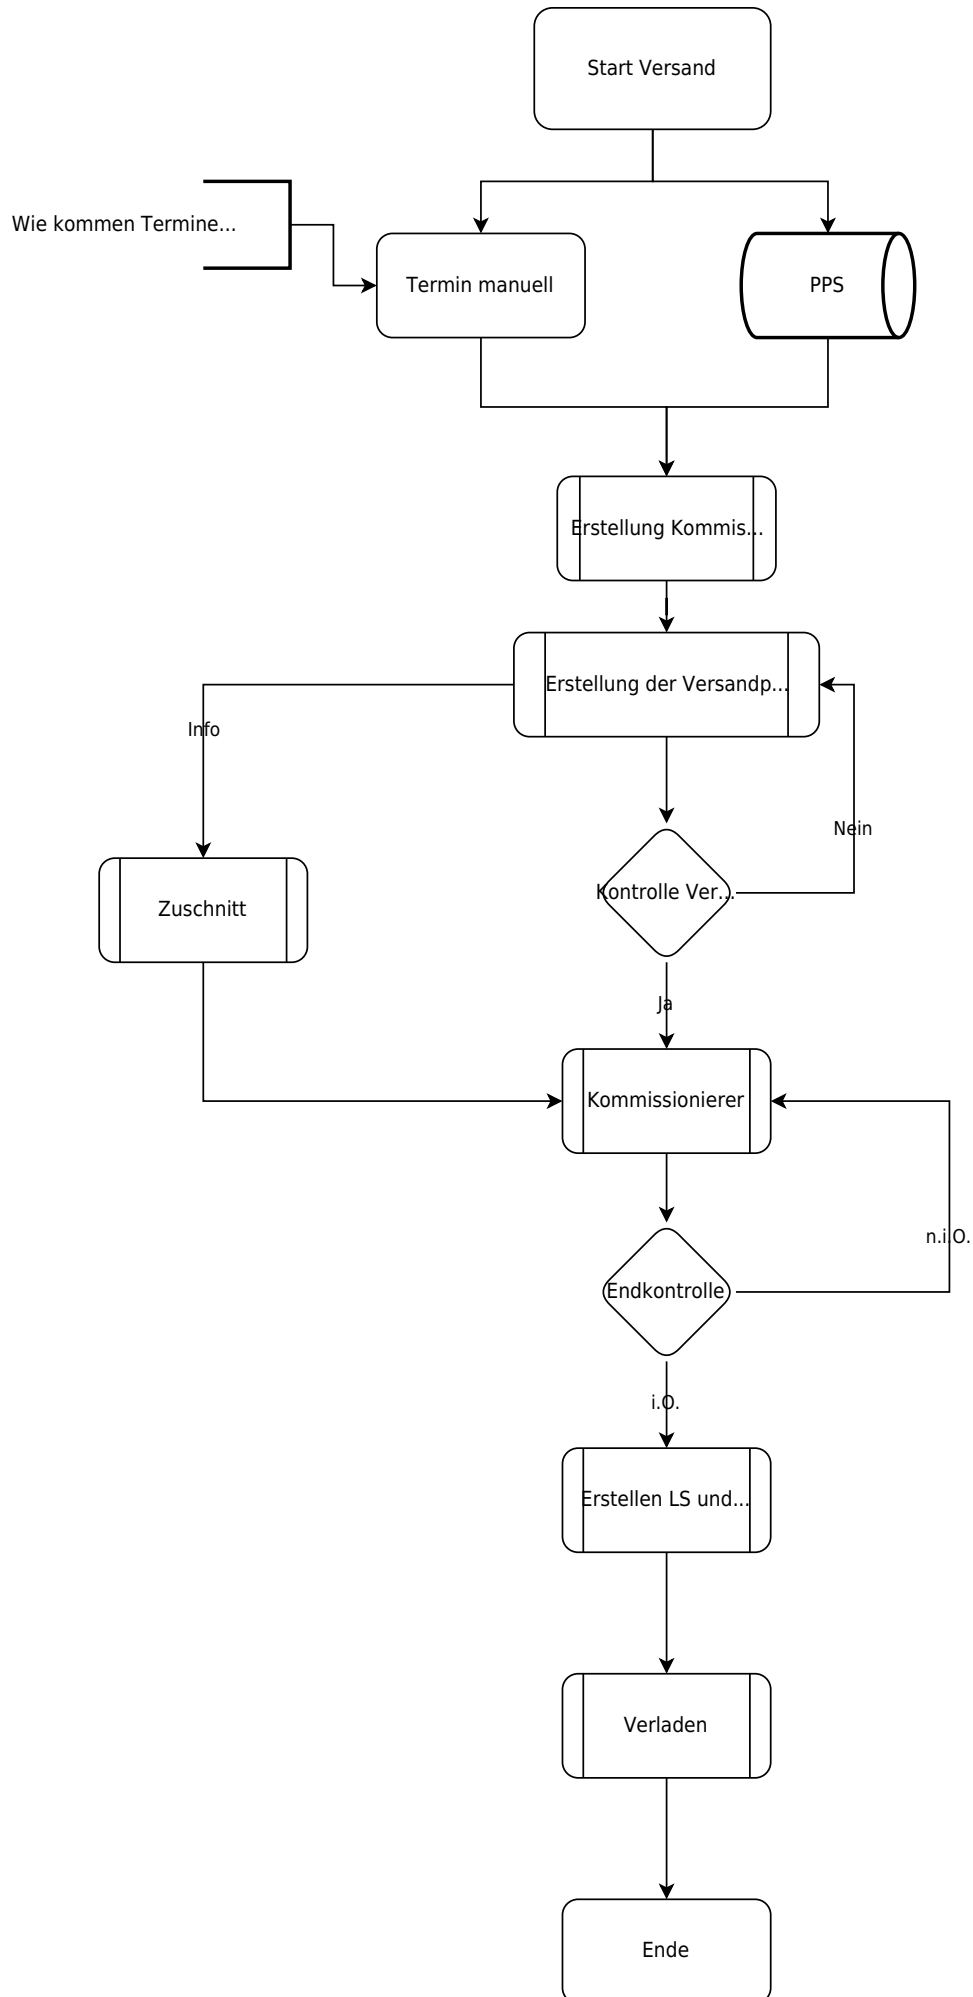 Start Versand
Wie kommen Termine...
Termin manuell
PPS
Erstellung Kommis...
Erstellung der Versandp...
Info
Nein
Kontrolle Ver...
Zuschnitt
Ja
Kommissionierer
n.i.O.
Endkontrolle
i.O.
Erstellen LS und...
Verladen
Ende